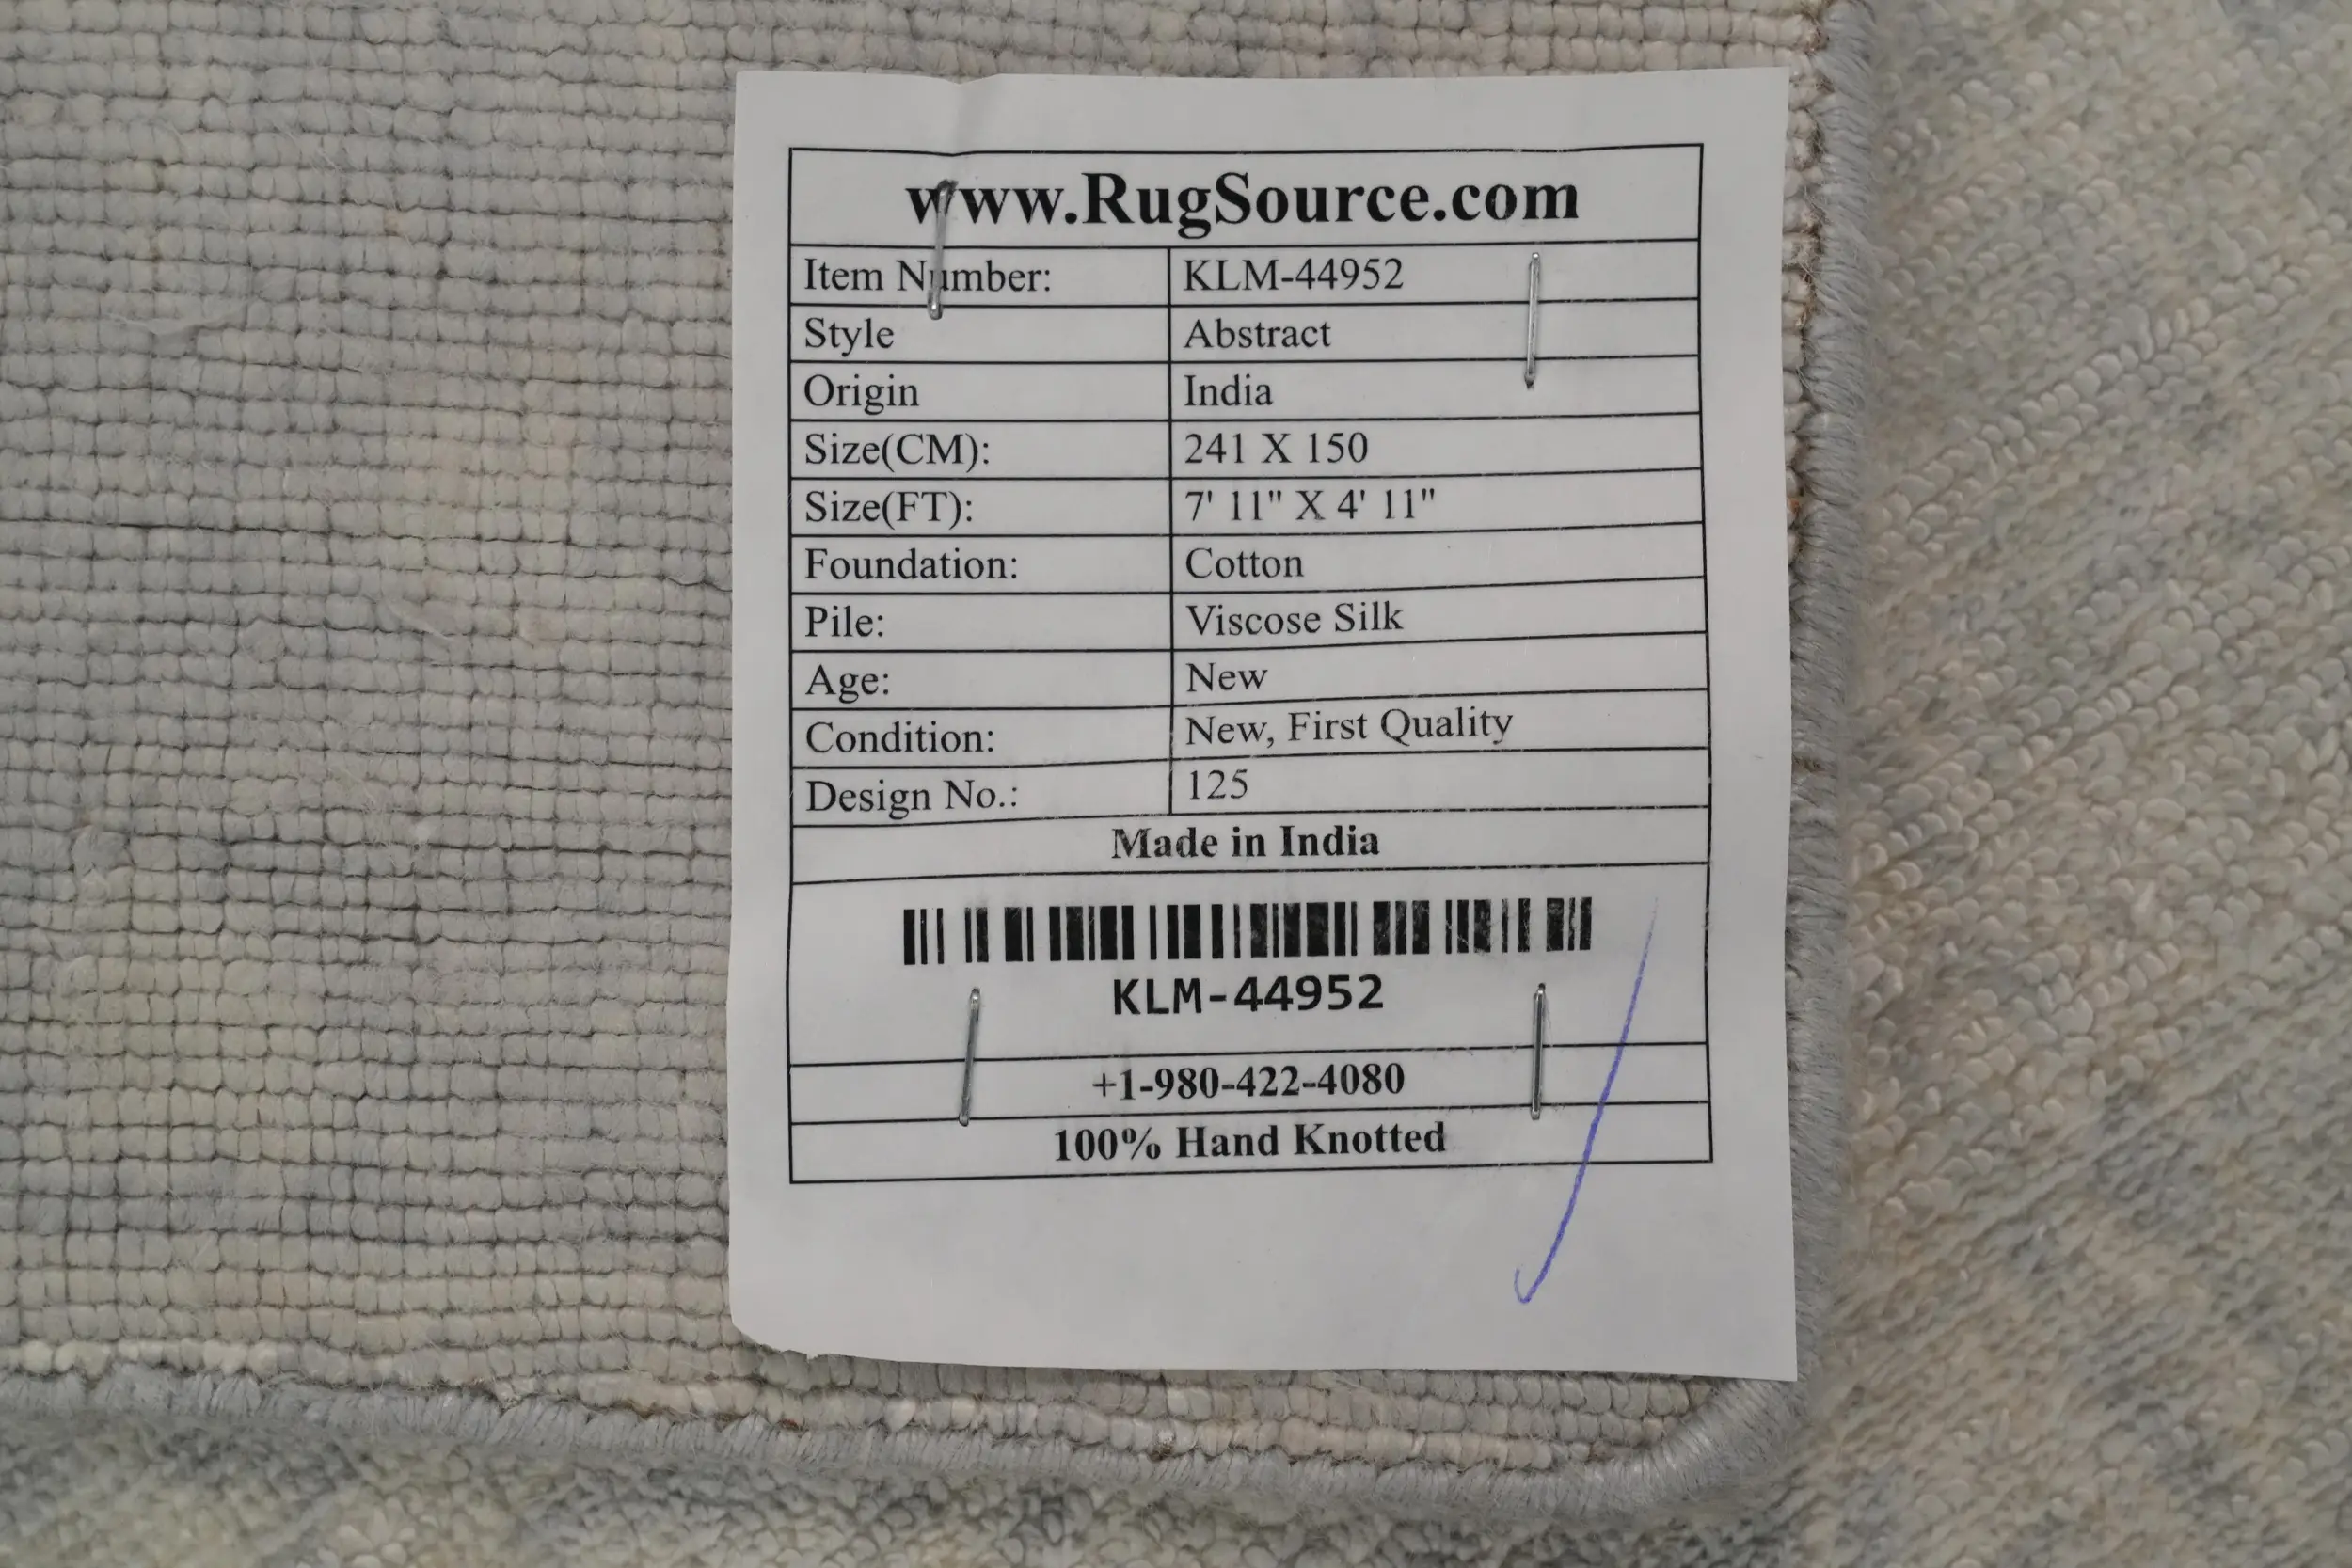 www.RugSource.com
Item Number: KLM-44952
Style Abstract
Origin India
Size(CM): 241 X 150
Size(FT): 7' 11" X 4' 11"
Foundation: Cotton
Pile: Viscose Silk
Age: New
Condition: New, First Quality
Design No.: 125
Made in India
KLM-44952
+1-980-422-4080
100% Hand Knotted